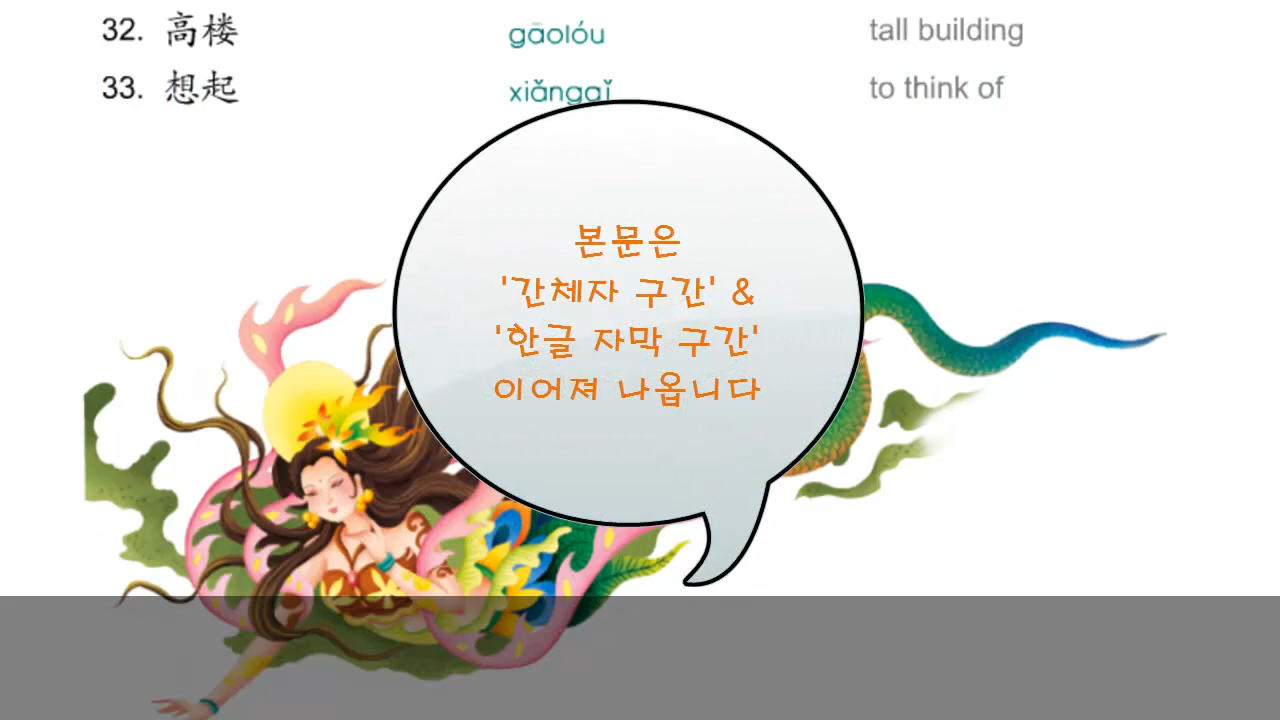 32. 高楼 gāolóu tall building
33. 想起 xiǎngqǐ to think of
본문은
'간체자 구간' &
'한글 자막 구간'
이어져 나옵니다